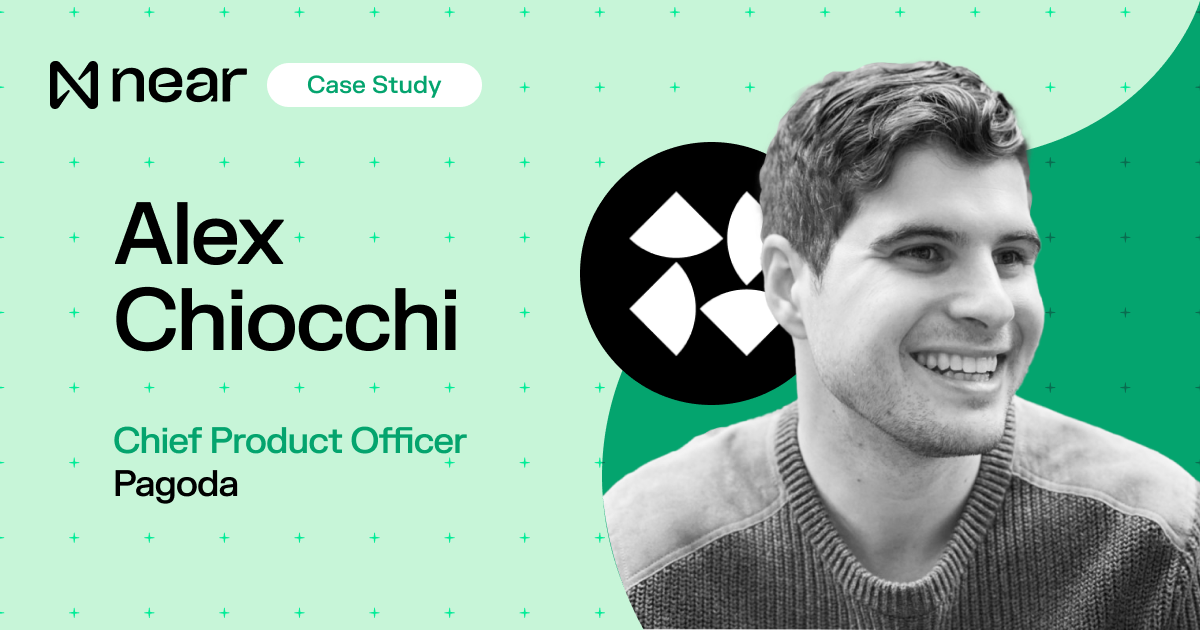 near
Case Study
Alex
Chiocchi
Chief Product Officer
Pagoda